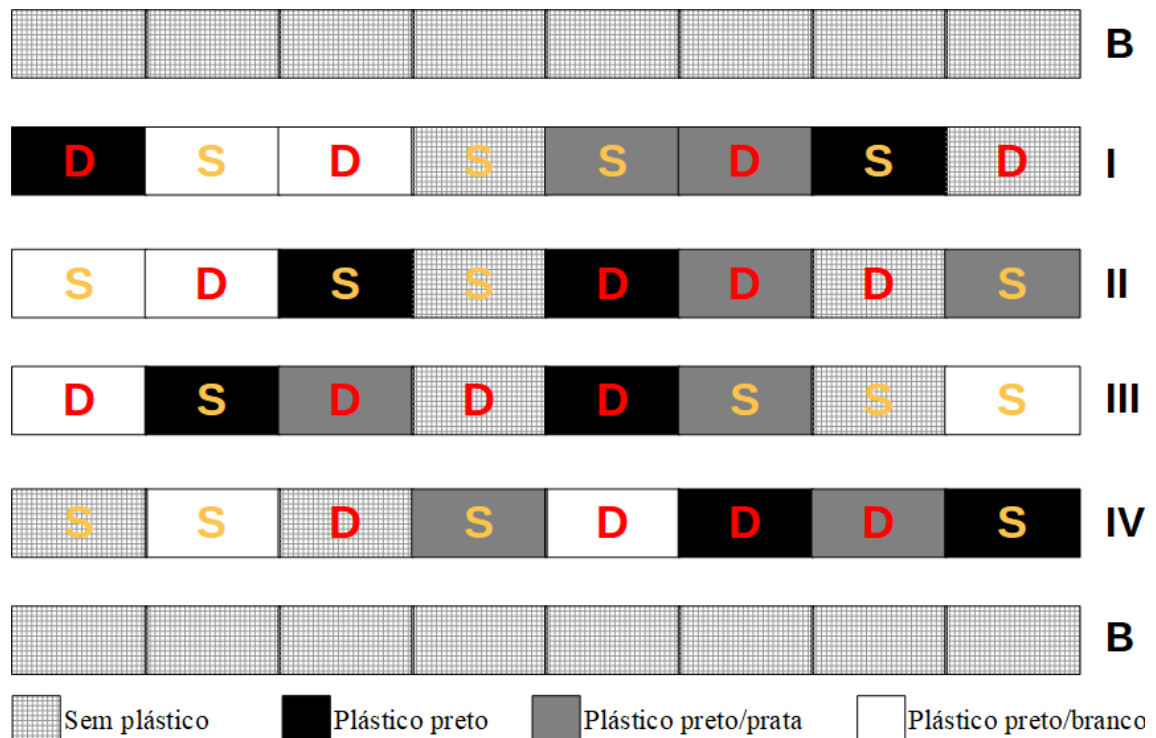 B
D S D S S D S D I
S D S S D D D S II
D S D D D S S S III
S S D S D D D S IV
B
Sem plástico Plástico preto Plástico preto/prata Plástico preto/branco